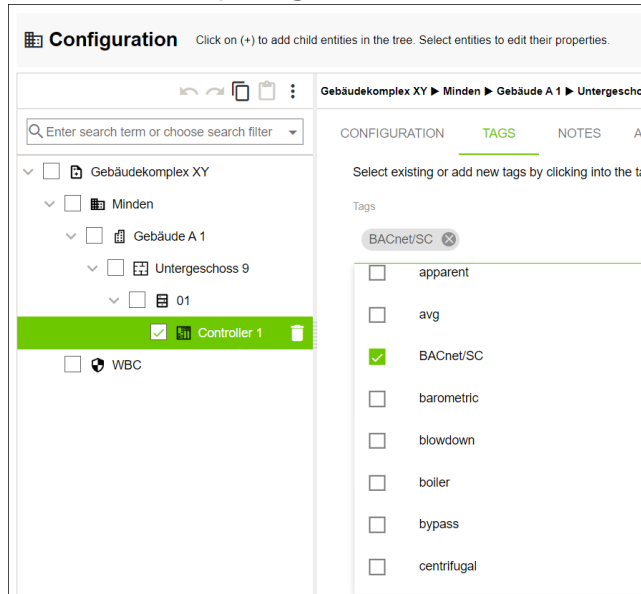 Configuration Click on (+) to add child entities in the tree. Select entities to edit their properties.
Gebäudekomplex XY ▶ Minden ▶ Gebäude A 1 ▶ Untergescho
Enter search term or choose search filter
CONFIGURATION TAGS NOTES A
Gebäudekomplex XY
Select existing or add new tags by clicking into the ta
Minden
Tags
Gebäude A 1
BACnet/SC
Untergeschoss 9
apparent
01
avg
Controller 1
BACnet/SC
WBC
barometric
blowdown
boiler
bypass
centrifugal